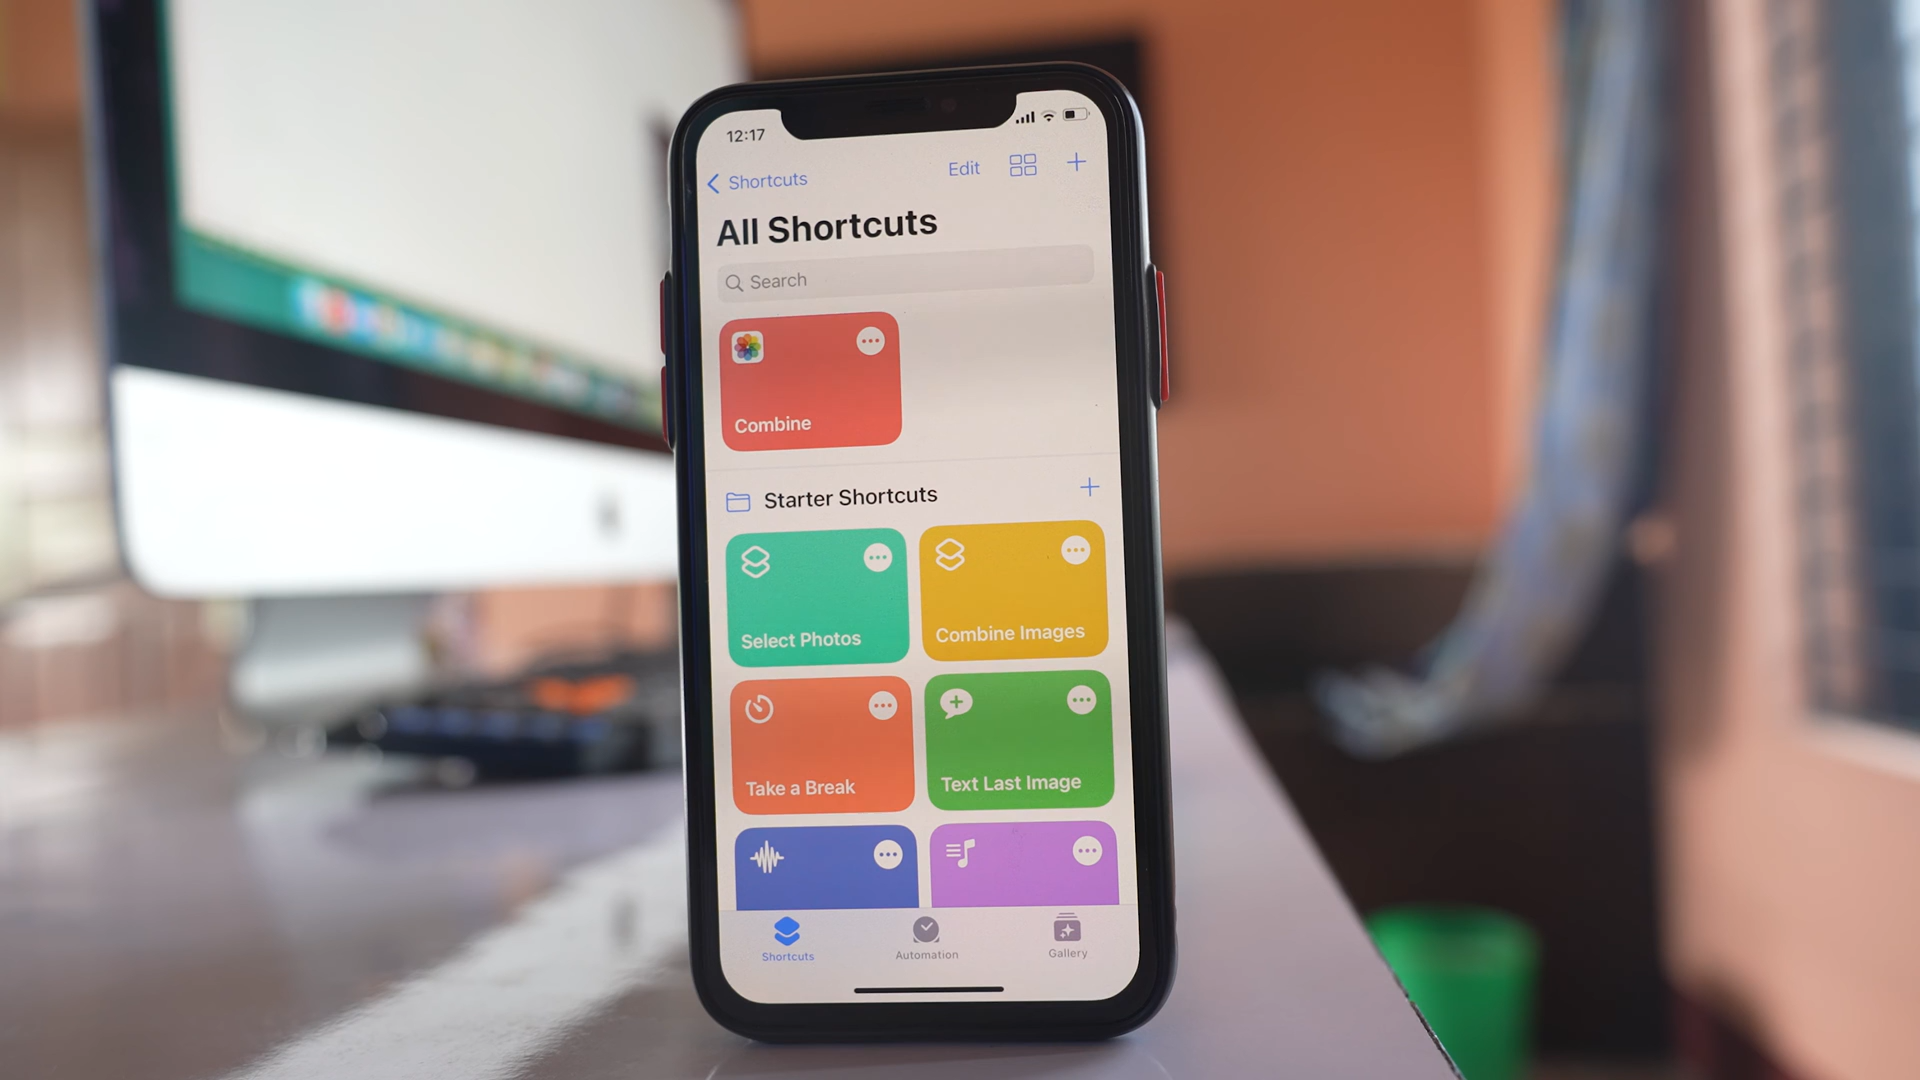 12:17
Shortcuts
Edit
All Shortcuts
Search
Combine
Starter Shortcuts
Select Photos
Combine Images
Take a Break
Text Last Image
Shortcuts
Automation
Gallery